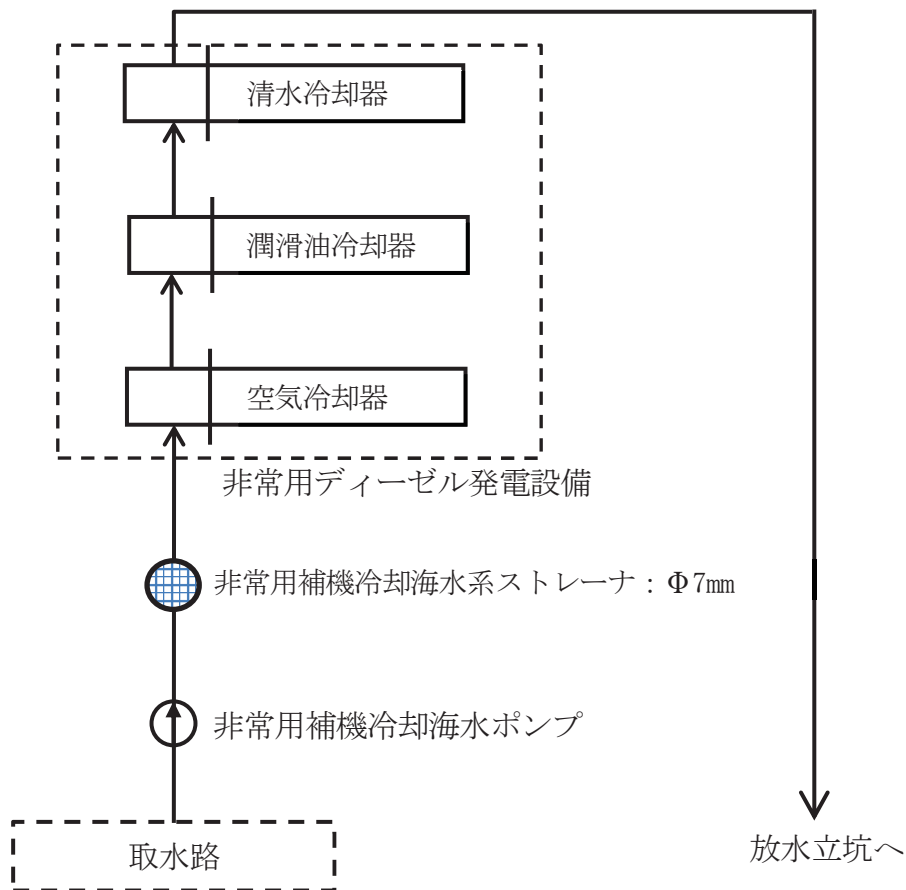 清水冷却器
潤滑油冷却器
空気冷却器
非常用ディーゼル発電設備
非常用補機冷却海水系ストレーナ：Φ7㎜
非常用補機冷却海水ポンプ
取水路
放水立坑へ